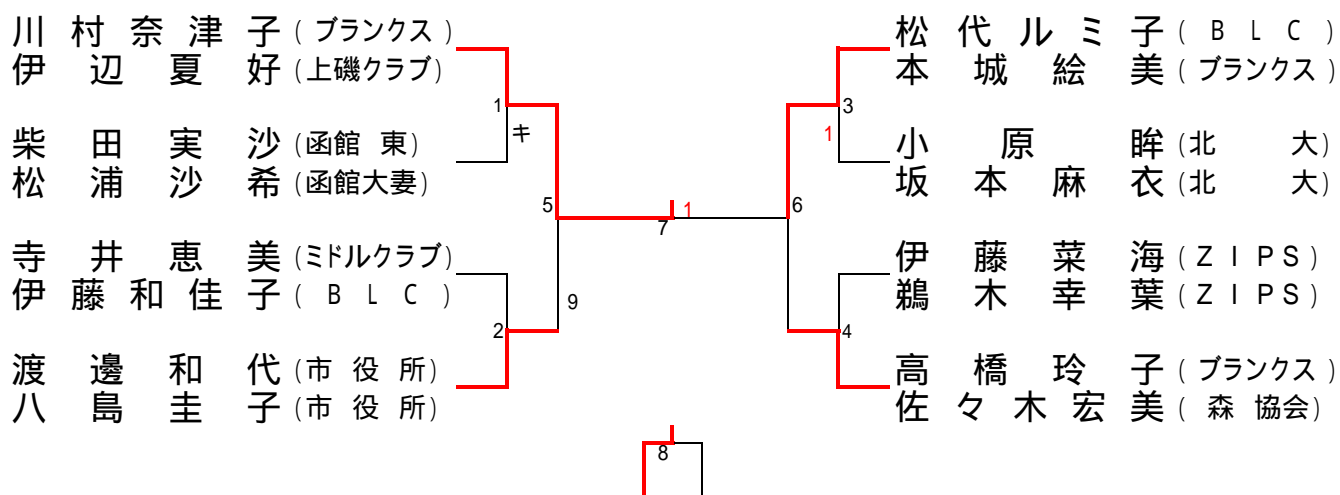 川村奈津子(ブランクス)
伊辺夏好(上磯クラブ)
柴田実沙(函館 東)
松浦沙希(函館大妻)
寺井恵美(ミドルクラブ)
伊藤和佳子(BLC)
渡邊和代(市役所)
八島圭子(市役所)
1
キ
5
2
9
7
1
8
3
1
6
4
松代ルミ子(BLC)
本城絵美(ブランクス)
小原眸(北 大)
坂本麻衣(北 大)
伊藤菜海(ZIPS)
鵜木幸葉(ZIPS)
高橋玲子(ブランクス)
佐々木宏美(森 協会)